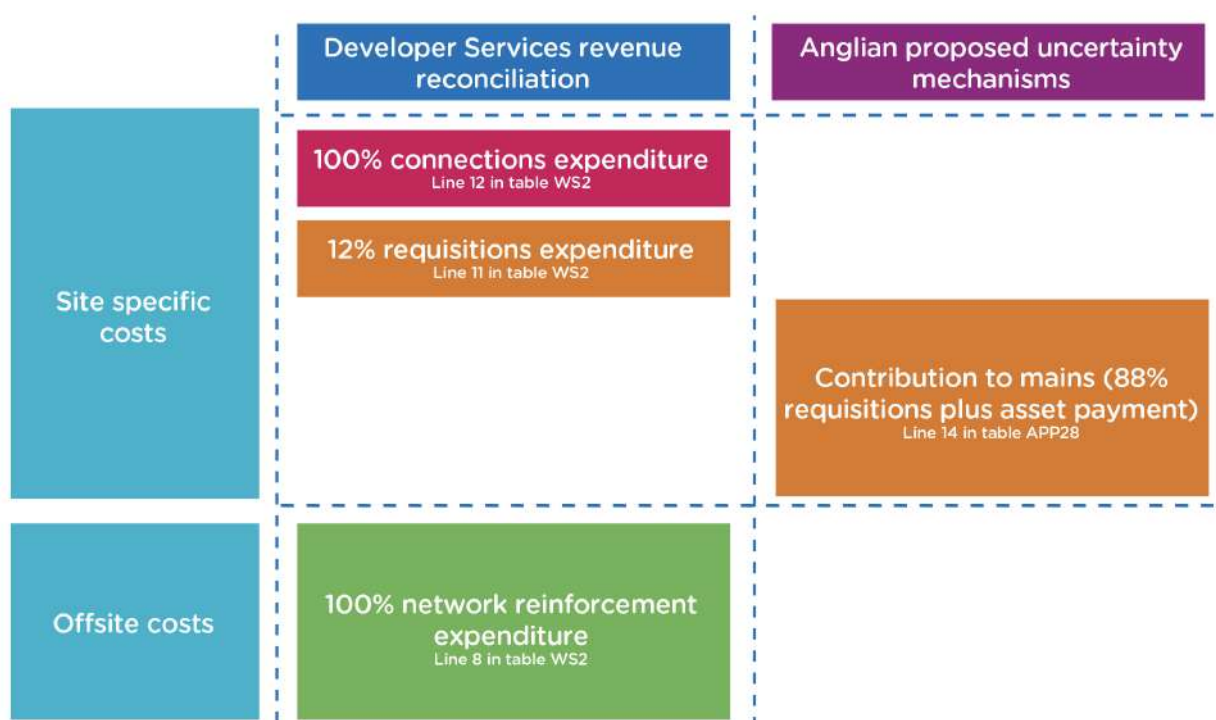 Developer Services revenue
reconciliation
Anglian proposed uncertainty
mechanisms
Site specific
costs
100% connections expenditure
Line 12 in table WS2
12% requisitions expenditure
Line 11 in table WS2
Contribution to mains (88%
requisitions plus asset payment)
Line 14 in table APP28
Offsite costs
100% network reinforcement
expenditure
Line 8 in table WS2